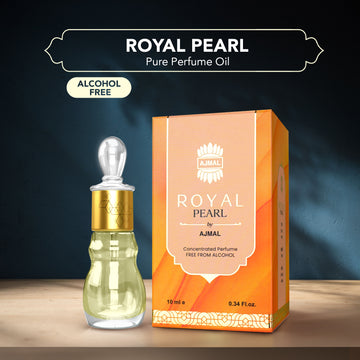 ROYAL PEARL
Pure Perfume Oil
ALCOHOL
FREE
AJMAL
ROYAL
PEARL
by
AJMAL
Concentrated Perfume
FREE FROM ALCOHOL
10 ml e
0.34 Fl.oz.